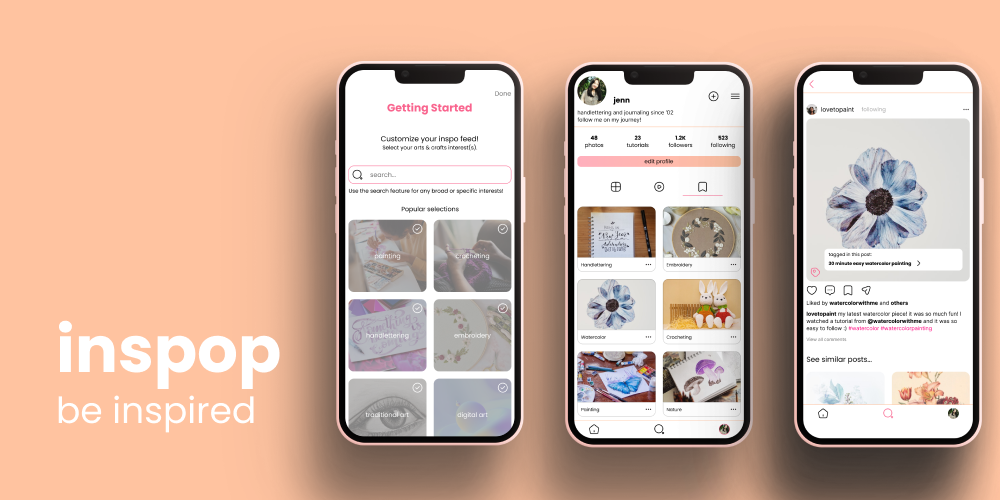 inspop
be inspired
Done
Getting Started
Customize your inspo feed!
Select your arts & crafts interest(s).
search...
Use the search feature for any broad or specific interests!
Popular selections
painting
crocheting
handlettering
embroidery
traditional art
digital art
jenn
handlettering and journaling since '02
follow me on my journey!
48 23 1.2K 523
photos tutorials followers following
edit profile
Handlettering
Embroidery
Watercolor
Crocheting
Painting
Nature
lovetopaint following
tagged in this post:
30 minute easy watercolor painting
Liked by watercolorwithme and others
lovetopaint my latest watercolor piece! it was so much fun! I
watched a tutorial from @watercolorwithme and it was so
easy to follow :) #watercolor #watercolorpainting
View all comments
See similar posts...